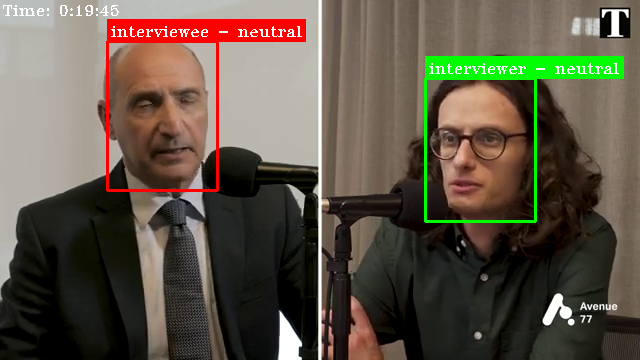 Time: 0:19:45
interviewee - neutral
T
interviewer - neutral
Avenue
77